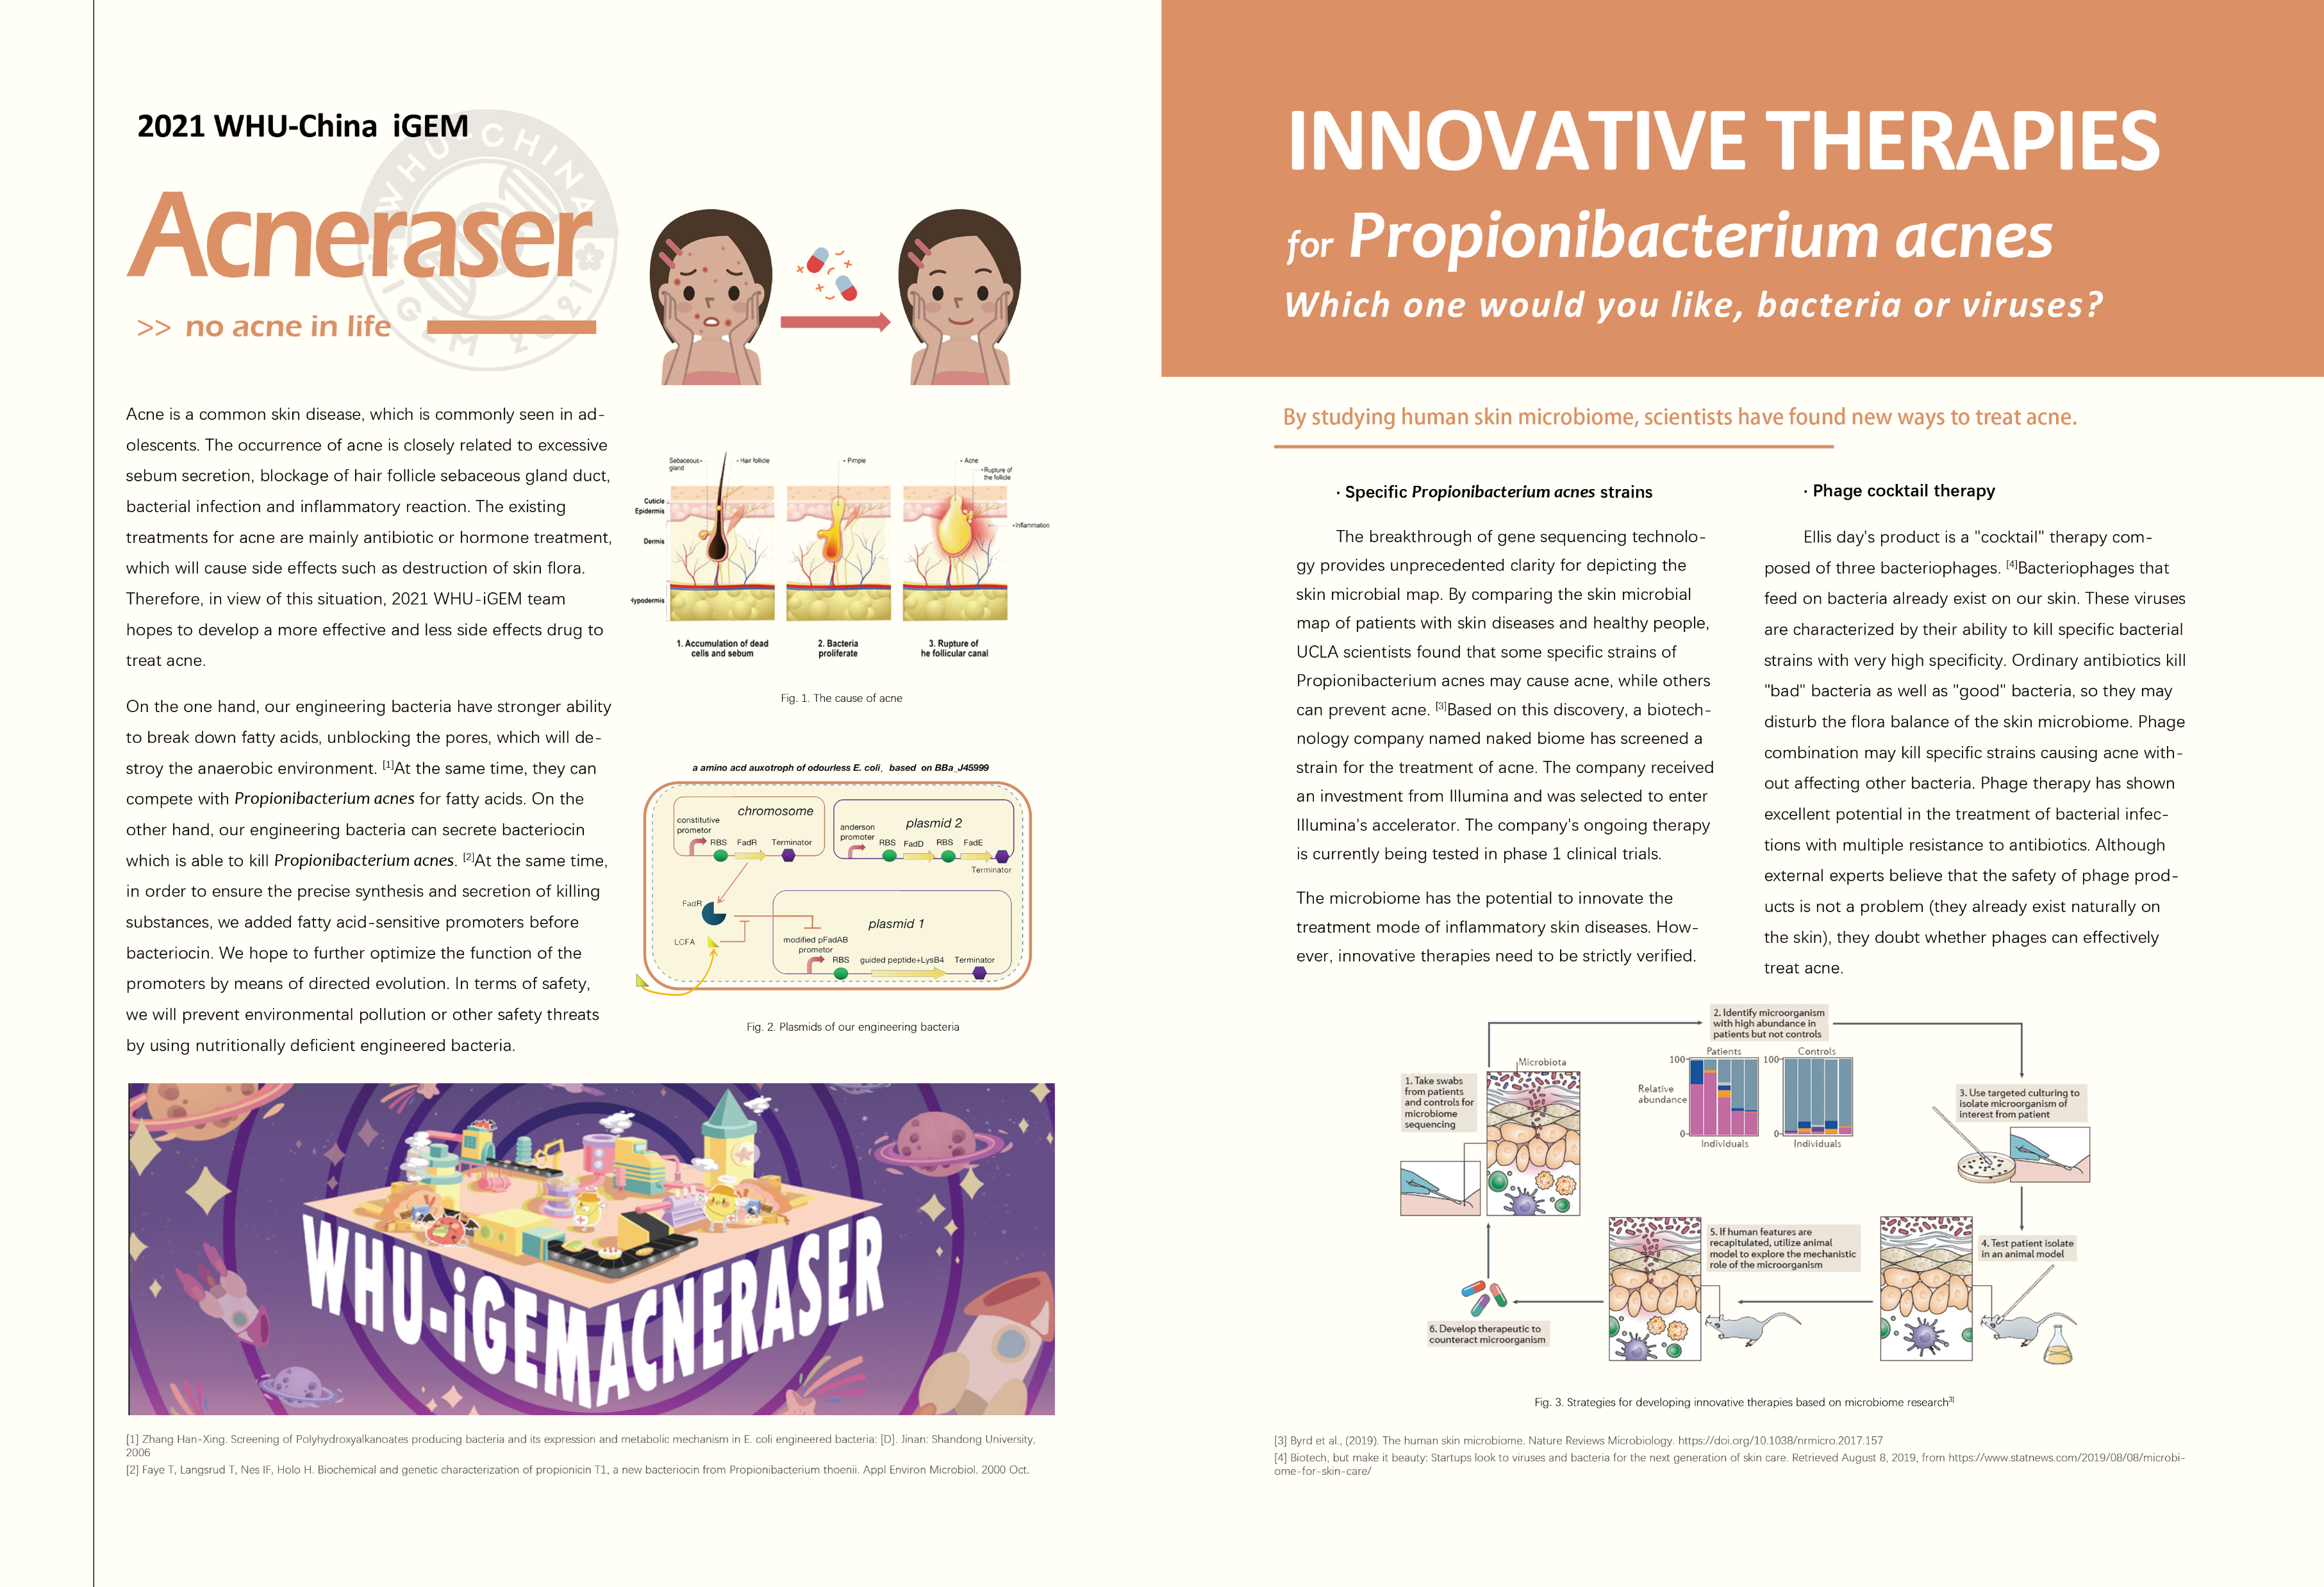 2021 WHU-China iGEM
WHU-CHINA
IGEM 2021
Acneraser
>> no acne in life
Acne is a common skin disease, which is commonly seen in ad-
olescents. The occurrence of acne is closely related to excessive
sebum secretion, blockage of hair follicle sebaceous gland duct,
bacterial infection and inflammatory reaction. The existing
treatments for acne are mainly antibiotic or hormone treatment,
which will cause side effects such as destruction of skin flora.
Therefore, in view of this situation, 2021 WHU-iGEM team
hopes to develop a more effective and less side effects drug to
treat acne.
On the one hand, our engineering bacteria have stronger ability
to break down fatty acids, unblocking the pores, which will de-
stroy the anaerobic environment. [1]At the same time, they can
compete with Propionibacterium acnes for fatty acids. On the
other hand, our engineering bacteria can secrete bacteriocin
which is able to kill Propionibacterium acnes. [2]At the same time,
in order to ensure the precise synthesis and secretion of killing
substances, we added fatty acid-sensitive promoters before
bacteriocin. We hope to further optimize the function of the
promoters by means of directed evolution. In terms of safety,
we will prevent environmental pollution or other safety threats
by using nutritionally deficient engineered bacteria.
Sebaceous gland
Hair follicle
Pimple
Acne
Rupture of the follicle
Cuticle
Epidermis
Dermis
Inflammation
Hypodermis
1. Accumulation of dead cells and sebum
2. Bacteria proliferate
3. Rupture of he follicular canal
Fig. 1. The cause of acne
a amino acd auxotroph of odourless E. coli, based on BBa_J45999
chromosome
constitutive promotor
RBS FadR Terminator
plasmid 2
anderson promoter
RBS FadD RBS FadE
Terminator
FadR
LCFA
plasmid 1
modified pFadAB promotor
RBS guided peptide+LysB4 Terminator
Fig. 2. Plasmids of our engineering bacteria
WHU-iGEMACNERASER
[1] Zhang Han-Xing. Screening of Polyhydroxyalkanoates producing bacteria and its expression and metabolic mechanism in E. coli engineered bacteria: [D]. Jinan: Shandong University,
2006
[2] Faye T, Langsrud T, Nes IF, Holo H. Biochemical and genetic characterization of propionicin T1, a new bacteriocin from Propionibacterium thoenii. Appl Environ Microbiol. 2000 Oct.
INNOVATIVE THERAPIES
for Propionibacterium acnes
Which one would you like, bacteria or viruses?
By studying human skin microbiome, scientists have found new ways to treat acne.
· Specific Propionibacterium acnes strains
The breakthrough of gene sequencing technolo-
gy provides unprecedented clarity for depicting the
skin microbial map. By comparing the skin microbial
map of patients with skin diseases and healthy people,
UCLA scientists found that some specific strains of
Propionibacterium acnes may cause acne, while others
can prevent acne. [3]Based on this discovery, a biotech-
nology company named naked biome has screened a
strain for the treatment of acne. The company received
an investment from Illumina and was selected to enter
Illumina's accelerator. The company's ongoing therapy
is currently being tested in phase 1 clinical trials.
The microbiome has the potential to innovate the
treatment mode of inflammatory skin diseases. How-
ever, innovative therapies need to be strictly verified.
· Phage cocktail therapy
Ellis day's product is a "cocktail" therapy com-
posed of three bacteriophages. [4]Bacteriophages that
feed on bacteria already exist on our skin. These viruses
are characterized by their ability to kill specific bacterial
strains with very high specificity. Ordinary antibiotics kill
"bad" bacteria as well as "good" bacteria, so they may
disturb the flora balance of the skin microbiome. Phage
combination may kill specific strains causing acne with-
out affecting other bacteria. Phage therapy has shown
excellent potential in the treatment of bacterial infec-
tions with multiple resistance to antibiotics. Although
external experts believe that the safety of phage prod-
ucts is not a problem (they already exist naturally on
the skin), they doubt whether phages can effectively
treat acne.
1. Take swabs
from patients
and controls for
microbiome
sequencing
Microbiota
2. Identify microorganism
with high abundance in
patients but not controls
Patients
Controls
100
100
Relative
abundance
0
0
Individuals
Individuals
3. Use targeted culturing to
isolate microorganism of
interest from patient
4. Test patient isolate
in an animal model
5. If human features are
recapitulated, utilize animal
model to explore the mechanistic
role of the microorganism
6. Develop therapeutic to
counteract microorganism
Fig. 3. Strategies for developing innovative therapies based on microbiome research3)
[3] Byrd et al., (2019). The human skin microbiome. Nature Reviews Microbiology. https://doi.org/10.1038/nrmicro.2017.157
[4] Biotech, but make it beauty: Startups look to viruses and bacteria for the next generation of skin care. Retrieved August 8, 2019, from https://www.statnews.com/2019/08/08/microbi-
ome-for-skin-care/